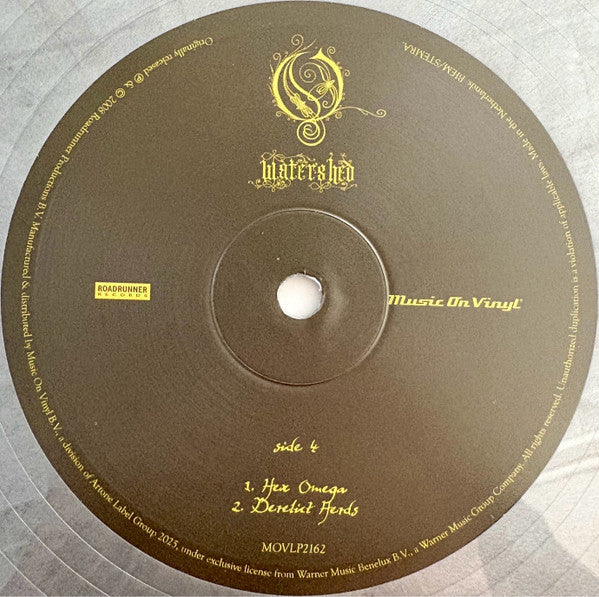 Watershed
ROADRUNNER
RECORDS
Music On Vinyl
side 4
1. Hex Omega
2. Derelict Herds
MOVLP2162
Originally released ℗ & © 2008 Roadrunner Productions B.V. Manufactured & distributed by Music On Vinyl B.V., a division of Artone Label Group 2025, under exclusive license from Warner Music Benelux B.V., a Warner Music Group Company. All rights reserved. Unauthorized duplication is a violation of applicable laws. Made in the Netherlands. BIEM/STEMRA.